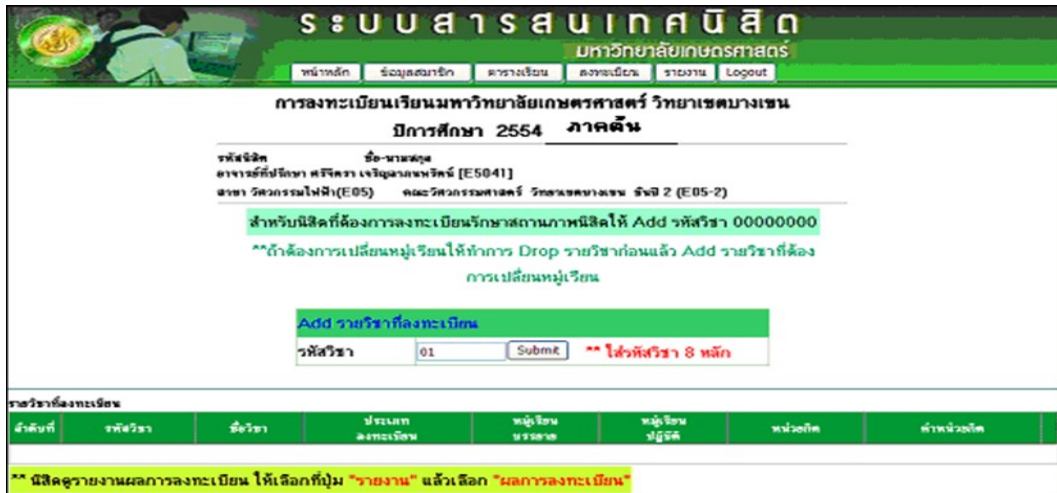 ระบบสารสนเทศนิสิต
มหาวิทยาลัยเกษตรศาสตร์
หน้าหลัก ข้อมูลสมาชิก ตารางเรียน ลงทะเบียน รายงาน Logout
การลงทะเบียนเรียนมหาวิทยาลัยเกษตรศาสตร์ วิทยาเขตบางเขน
ปีการศึกษา 2554 ภาคต้น
รหัสนิสิต ชื่อ-นามสกุล
อาจารย์ที่ปรึกษา ศรีจิตรา [E5041]
สาขา วิศวกรรมไฟฟ้า(E05) คณะวิศวกรรมศาสตร์ วิทยาเขตบางเขน ชั้นปี 2 (E05-2)
สำหรับนิสิตที่ต้องการลงทะเบียนรักษาสถานภาพนิสิตให้ Add รหัสวิชา 00000000
**ถ้าต้องการเปลี่ยนหมู่เรียนให้ทำการ Drop รายวิชาก่อนแล้ว Add รายวิชาที่ต้อง
การเปลี่ยนหมู่เรียน
Add รายวิชาที่ลงทะเบียน
รหัสวิชา 01 Submit ** ใส่รหัสวิชา 8 หลัก
รายวิชาที่ลงทะเบียน
ลำดับที่ รหัสวิชา ชื่อวิชา ประเภท ลงทะเบียน หมู่เรียน บรรยาย หมู่เรียน ปฏิบัติ หน่วยกิต ค่าหน่วยกิต
** นิสิตดูรายงานผลการลงทะเบียน ให้เลือกที่ปุ่ม "รายงาน" แล้วเลือก "ผลการลงทะเบียน"